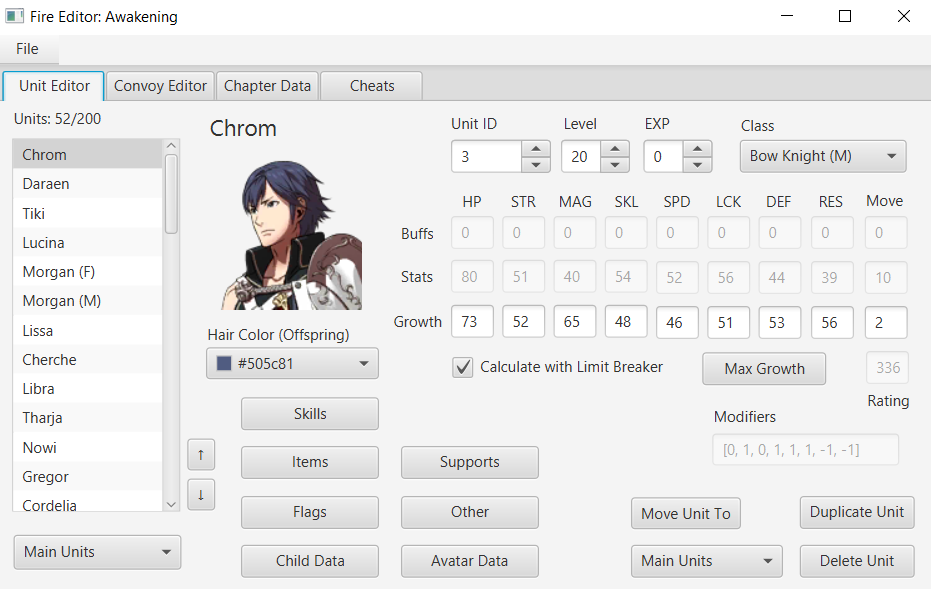 Fire Editor: Awakening
File
Unit Editor
Convoy Editor
Chapter Data
Cheats
Units: 52/200
Chrom
Daraen
Tiki
Lucina
Morgan (F)
Morgan (M)
Lissa
Cherche
Libra
Tharja
Nowi
Gregor
Cordelia
↑
↓
Main Units
Chrom
Hair Color (Offspring)
#505c81
Skills
Items
Flags
Child Data
Supports
Other
Avatar Data
Unit ID
3
Level
20
EXP
0
Class
Bow Knight (M)
HP STR MAG SKL SPD LCK DEF RES Move
Buffs 0 0 0 0 0 0 0 0 0
Stats 80 51 40 54 52 56 44 39 10
Growth 73 52 65 48 46 51 53 56 2
Calculate with Limit Breaker
Max Growth
336
Rating
Modifiers
[0, 1, 0, 1, 1, 1, -1, -1]
Move Unit To
Main Units
Duplicate Unit
Delete Unit